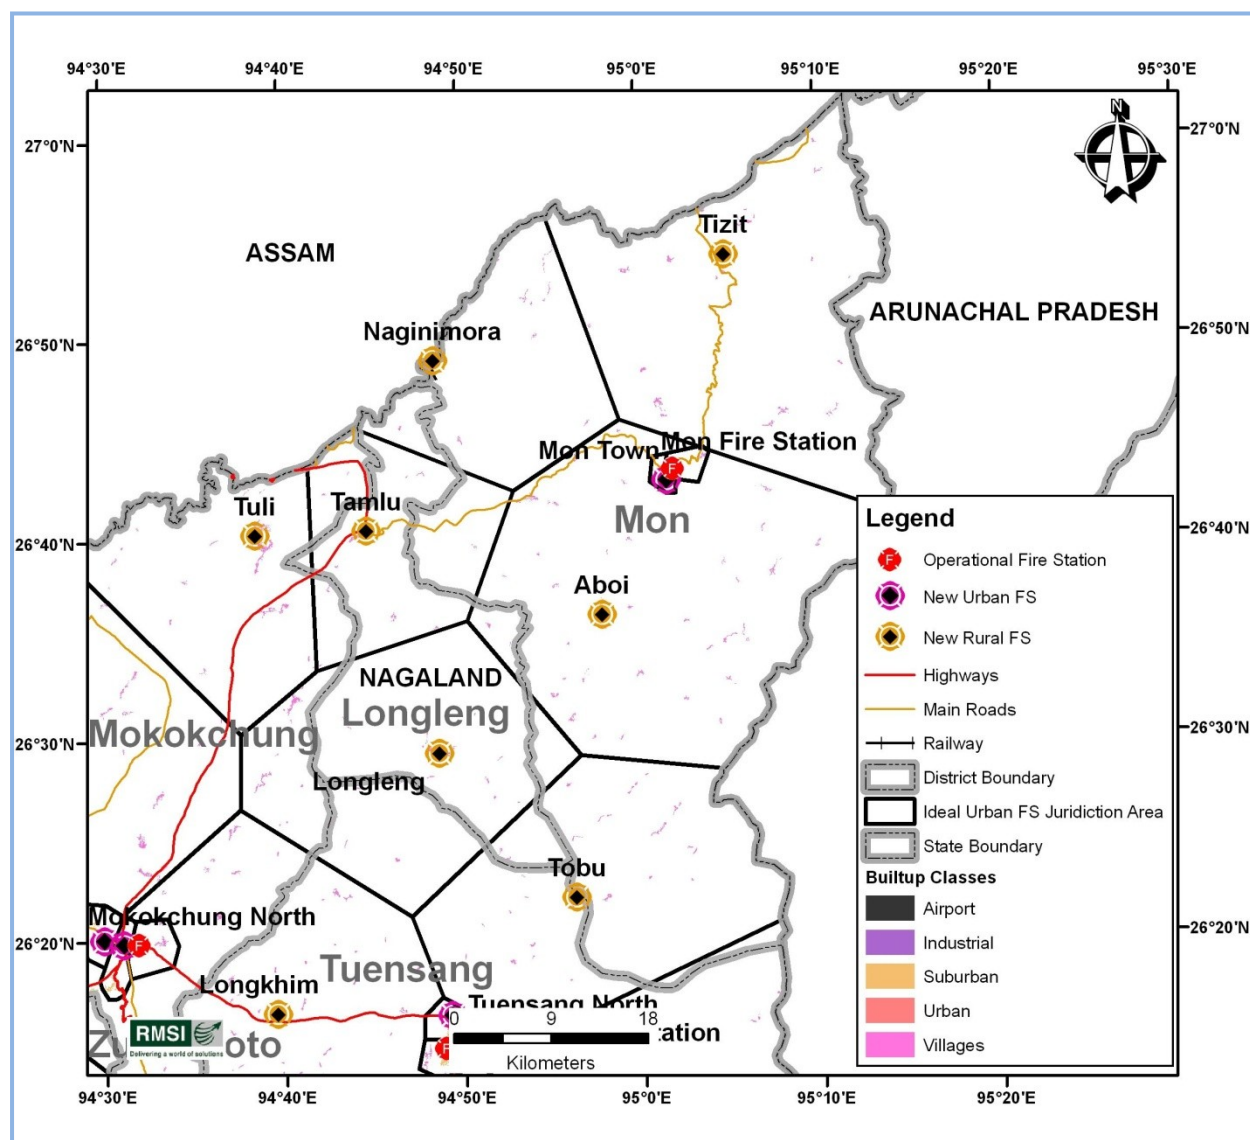 94°30'E 94°40'E 94°50'E 95°0'E 95°10'E 95°20'E 95°30'E
N
27°0'N
27°0'N
Tizit
ASSAM
ARUNACHAL PRADESH
Naginimora
26°50'N
26°50'N
Mon Town
Mon Fire Station
F
Tuli
Tamlu
Mon
26°40'N
26°40'N
Aboi
NAGALAND
Longleng
Mokokchung
26°30'N
26°30'N
Longleng
Tobu
Mokokchung North
F
26°20'N
26°20'N
Tuensang
Longkhim
Tuensang North
F
Legend
F
Operational Fire Station
New Urban FS
New Rural FS
Highways
Main Roads
Railway
District Boundary
Ideal Urban FS Juridiction Area
State Boundary
Builtup Classes
Airport
Industrial
Suburban
Urban
Villages
RMSI
Delivering a world of solutions
0 9 18
Kilometers
94°30'E 94°40'E 94°50'E 95°0'E 95°10'E 95°20'E